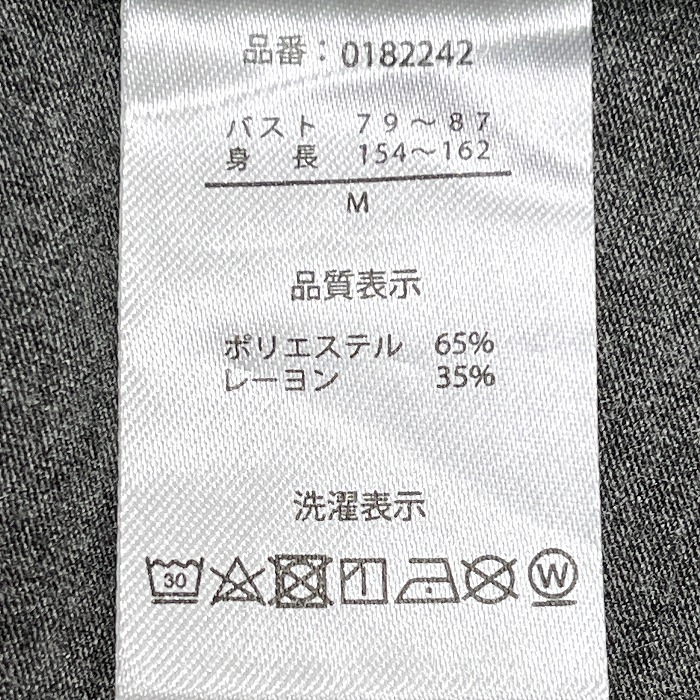 品番：0182242
バスト 79～87
身長 154～162
M
品質表示
ポリエステル 65%
レーヨン 35%
洗濯表示
30 W